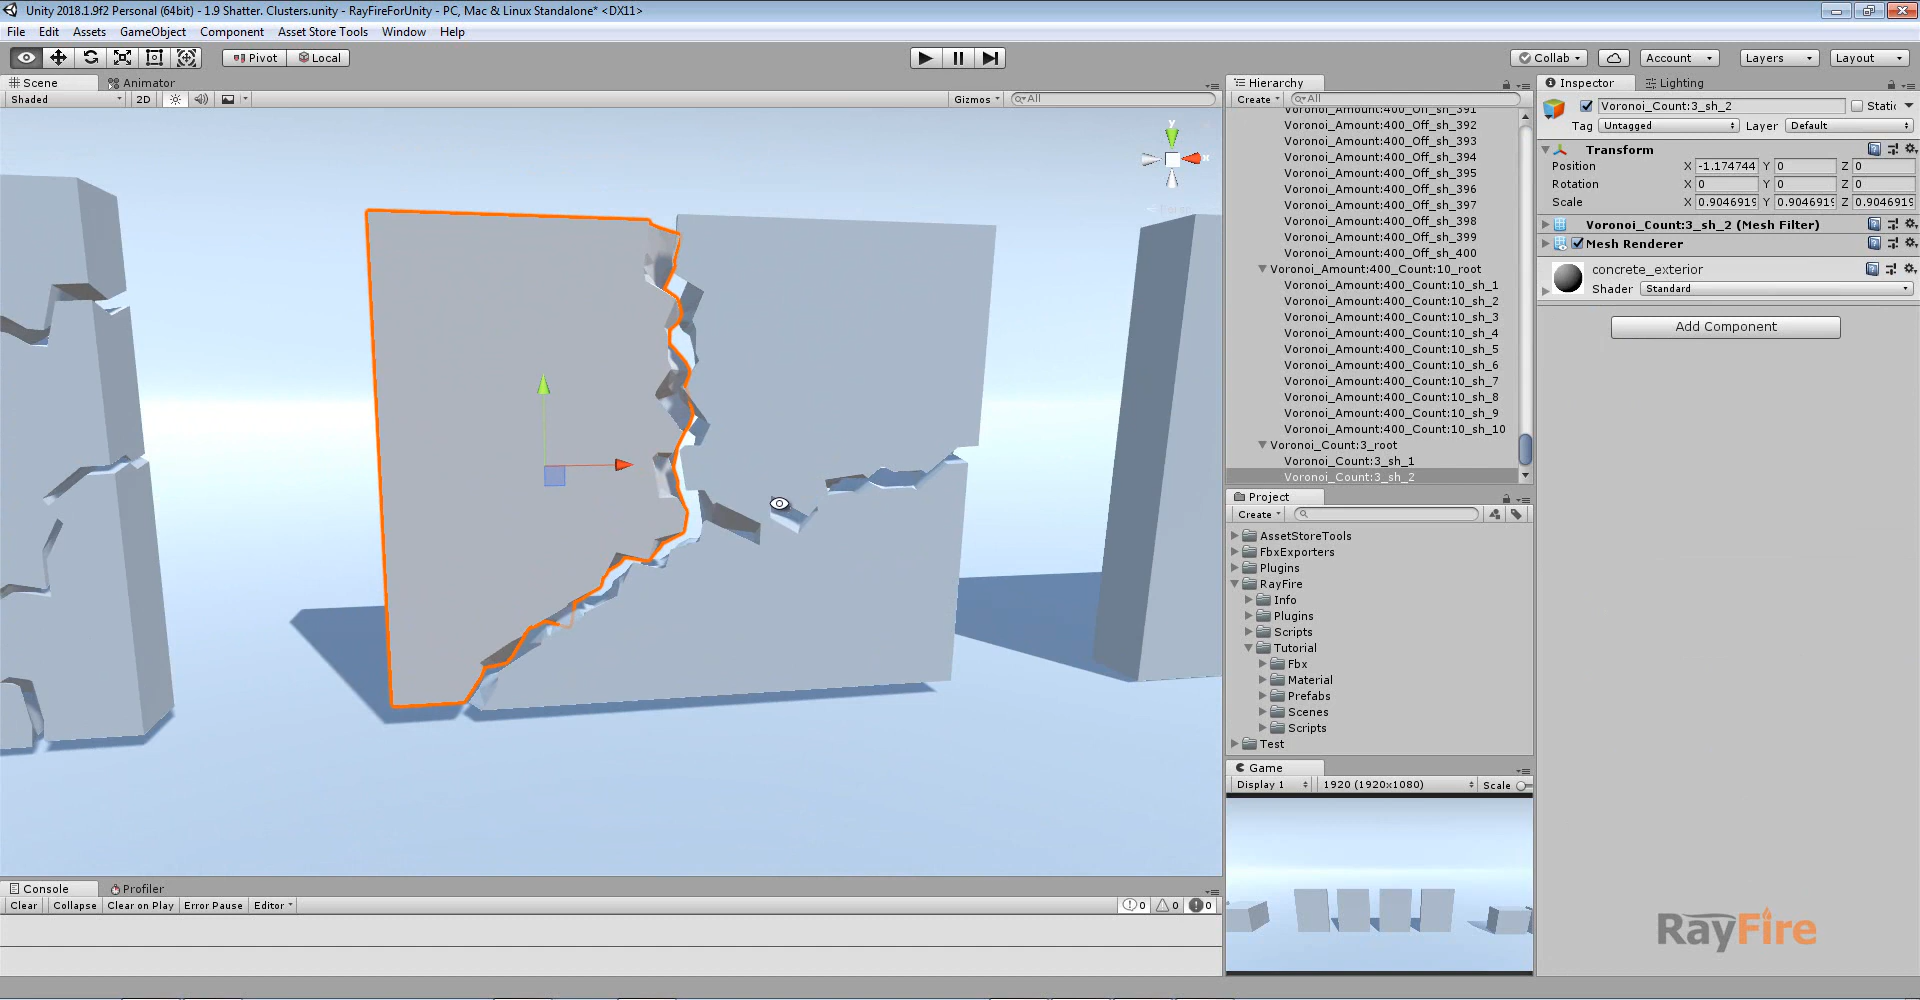 Unity 2018.1.9f2 Personal (64bit) - 1.9 Shatter. Clusters.unity - RayFireForUnity - PC, Mac & Linux Standalone* <DX11>
File Edit Assets GameObject Component Asset Store Tools Window Help
Pivot Local Collab Account Layers Layout
Scene Animator
Shaded 2D Gizmos All
y
x
Hierarchy
Create All
Voronoi_Amount:400_Off_sh_391
Voronoi_Amount:400_Off_sh_392
Voronoi_Amount:400_Off_sh_393
Voronoi_Amount:400_Off_sh_394
Voronoi_Amount:400_Off_sh_395
Voronoi_Amount:400_Off_sh_396
Voronoi_Amount:400_Off_sh_397
Voronoi_Amount:400_Off_sh_398
Voronoi_Amount:400_Off_sh_399
Voronoi_Amount:400_Off_sh_400
Voronoi_Amount:400_Count:10_root
Voronoi_Amount:400_Count:10_sh_1
Voronoi_Amount:400_Count:10_sh_2
Voronoi_Amount:400_Count:10_sh_3
Voronoi_Amount:400_Count:10_sh_4
Voronoi_Amount:400_Count:10_sh_5
Voronoi_Amount:400_Count:10_sh_6
Voronoi_Amount:400_Count:10_sh_7
Voronoi_Amount:400_Count:10_sh_8
Voronoi_Amount:400_Count:10_sh_9
Voronoi_Amount:400_Count:10_sh_10
Voronoi_Count:3_root
Voronoi_Count:3_sh_1
Voronoi_Count:3_sh_2
Project
Create
AssetStoreTools
FbxExporters
Plugins
RayFire
Info
Plugins
Scripts
Tutorial
Fbx
Material
Prefabs
Scenes
Scripts
Test
Game
Display 1 1920 (1920x1080) Scale
Inspector Lighting
Voronoi_Count:3_sh_2 Static
Tag Untagged Layer Default
Transform
Position X -1.174744 Y 0 Z 0
Rotation X 0 Y 0 Z 0
Scale X 0.9046919 Y 0.9046919 Z 0.9046919
Voronoi_Count:3_sh_2 (Mesh Filter)
Mesh Renderer
concrete_exterior
Shader Standard
Add Component
Console Profiler
Clear Collapse Clear on Play Error Pause Editor 0 0 0
RayFire